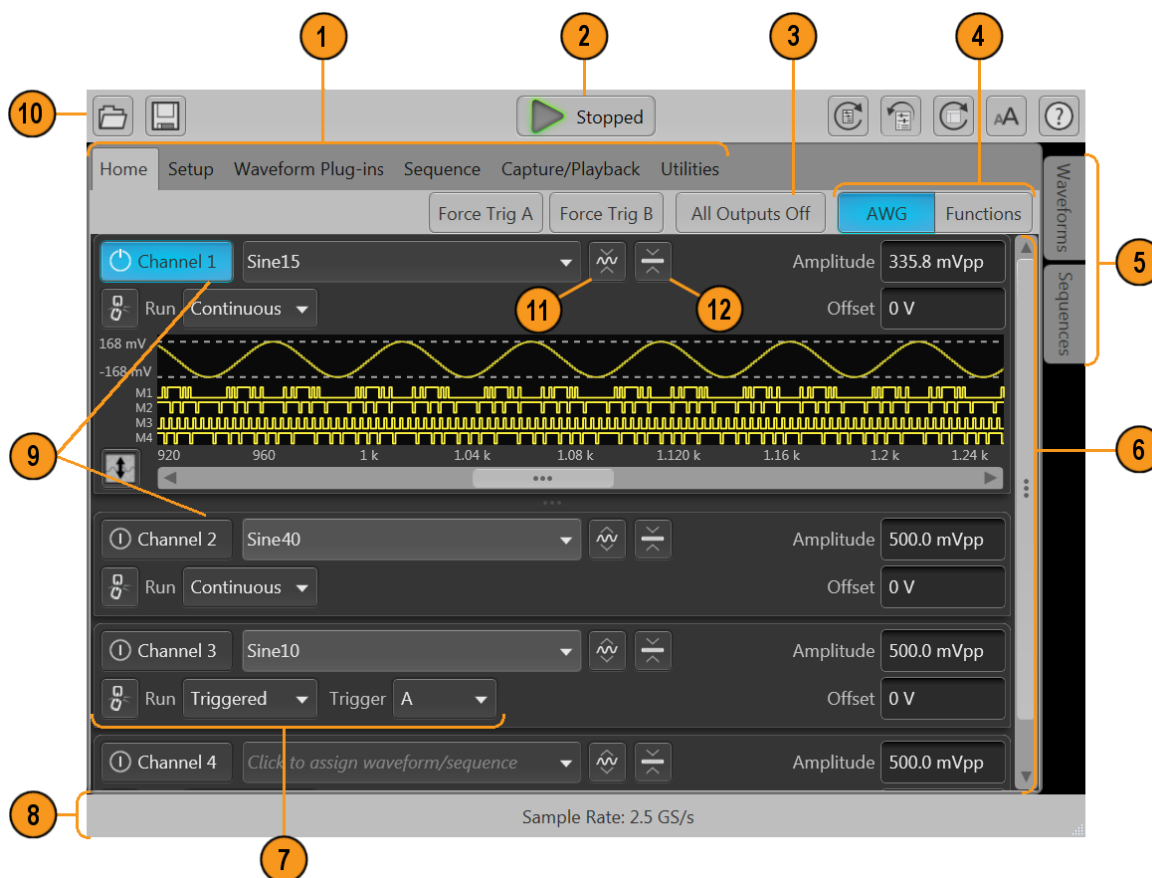 1 2 3 4
10 Stopped AA ?
Home Setup Waveform Plug-ins Sequence Capture/Playback Utilities
Force Trig A Force Trig B All Outputs Off AWG Functions
Waveforms
Sequences
5
Channel 1 Sine15 Amplitude 335.8 mVpp
11 12
Run Continuous Offset 0 V
168 mV
-168 mV
M1
M2
M3
M4
9
6
920 960 1 k 1.04 k 1.08 k 1.120 k 1.16 k 1.2 k 1.24 k
Channel 2 Sine40 Amplitude 500.0 mVpp
Run Continuous Offset 0 V
Channel 3 Sine10 Amplitude 500.0 mVpp
Run Triggered Trigger A Offset 0 V
Channel 4 Click to assign waveform/sequence Amplitude 500.0 mVpp
8 Sample Rate: 2.5 GS/s
7